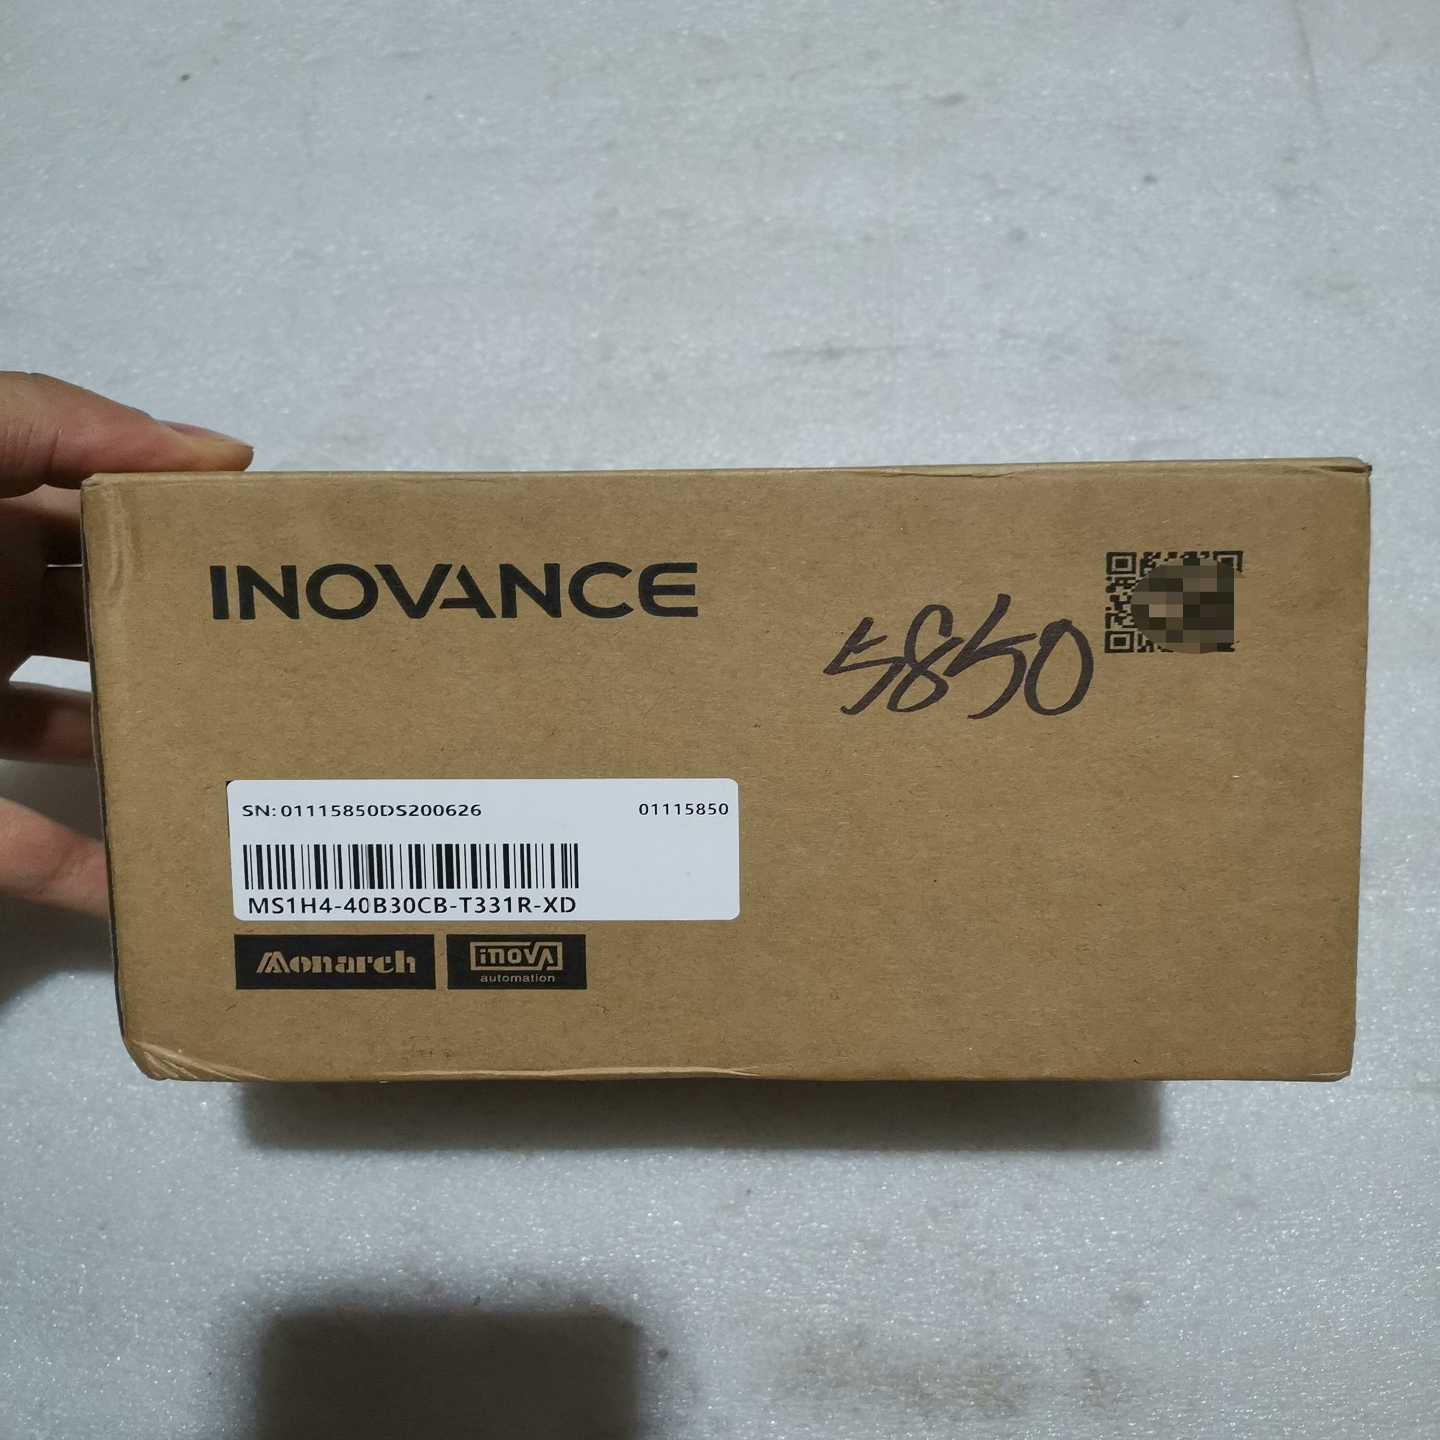 INOVANCE
5850
SN: 01115850DS200626 01115850
MS1H4-40B30CB-T331R-XD
Monarch
inovA
automation